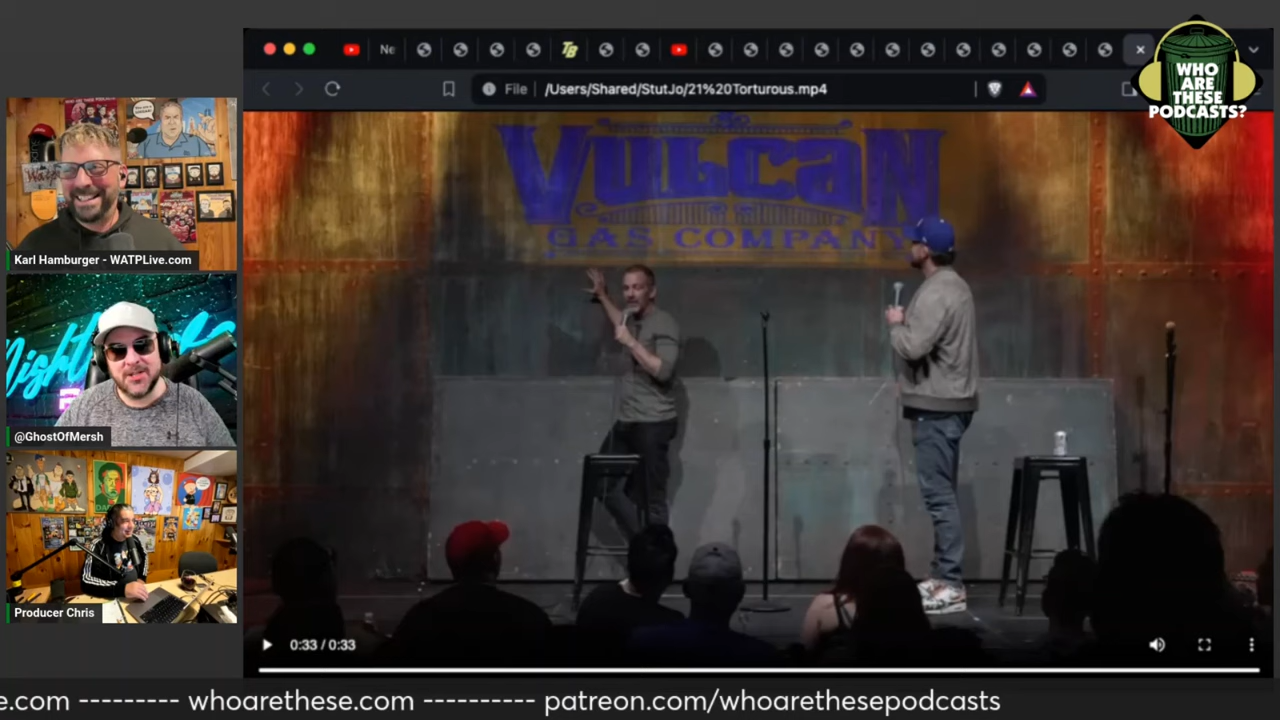 Ne
TB
File
/Users/Shared/StutJo/21%20Torturous.mp4
WHO
ARE
THESE
PODCASTS?
VULCAN
GAS COMPANY
Karl Hamburger - WATPLive.com
@GhostOfMersh
Producer Chris
0:33 / 0:33
e.com --------- whoarethese.com ---------- patreon.com/whoarethesepodcasts